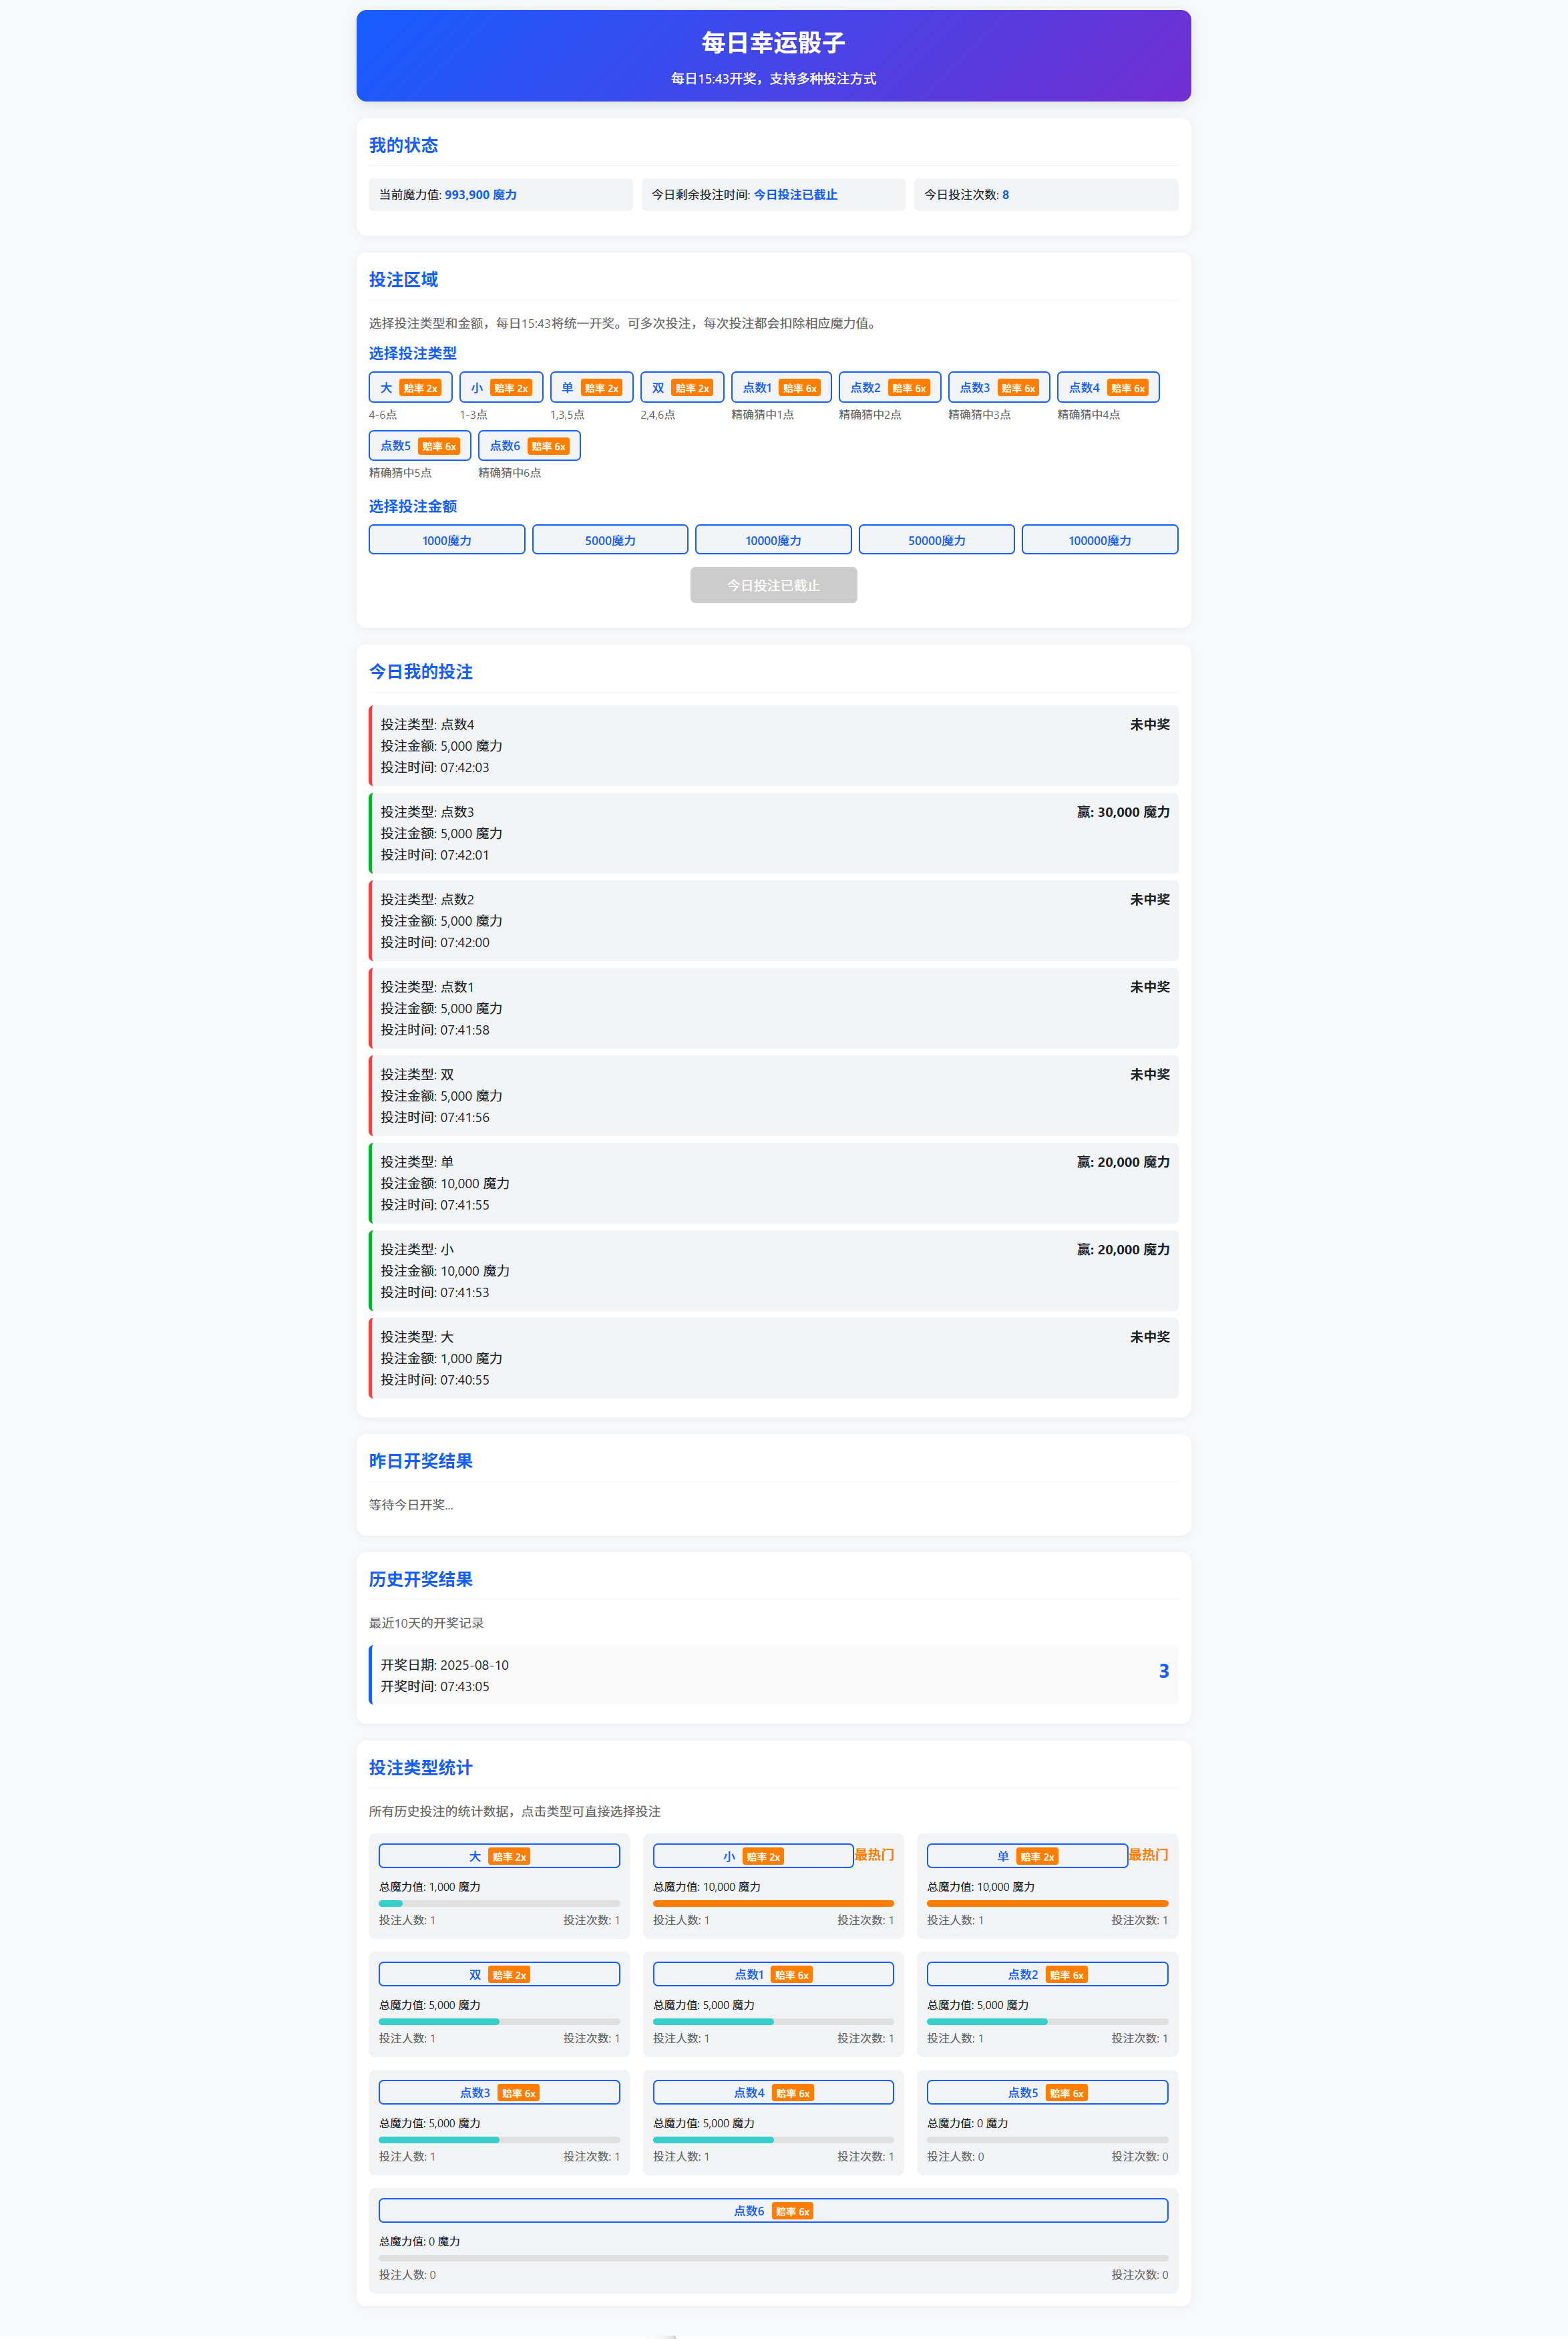 每日幸运骰子
每日15:43开奖，支持多种投注方式
我的状态
当前魔力值: 993,900 魔力
今日剩余投注时间: 今日投注已截止
今日投注次数: 8
投注区域
选择投注类型和金额，每日15:43将统一开奖。可多次投注，每次投注都会扣除相应魔力值。
选择投注类型
大 赔率 2x
小 赔率 2x
单 赔率 2x
双 赔率 2x
点数1 赔率 6x
点数2 赔率 6x
点数3 赔率 6x
点数4 赔率 6x
4-6点
1-3点
1,3,5点
2,4,6点
精确猜中1点
精确猜中2点
精确猜中3点
精确猜中4点
点数5 赔率 6x
点数6 赔率 6x
精确猜中5点
精确猜中6点
选择投注金额
1000魔力
5000魔力
10000魔力
50000魔力
100000魔力
今日投注已截止
今日我的投注
投注类型: 点数4
未中奖
投注金额: 5,000 魔力
投注时间: 07:42:03
投注类型: 点数3
赢: 30,000 魔力
投注金额: 5,000 魔力
投注时间: 07:42:01
投注类型: 点数2
未中奖
投注金额: 5,000 魔力
投注时间: 07:42:00
投注类型: 点数1
未中奖
投注金额: 5,000 魔力
投注时间: 07:41:58
投注类型: 双
未中奖
投注金额: 5,000 魔力
投注时间: 07:41:56
投注类型: 单
赢: 20,000 魔力
投注金额: 10,000 魔力
投注时间: 07:41:55
投注类型: 小
赢: 20,000 魔力
投注金额: 10,000 魔力
投注时间: 07:41:53
投注类型: 大
未中奖
投注金额: 1,000 魔力
投注时间: 07:40:55
昨日开奖结果
等待今日开奖...
历史开奖结果
最近10天的开奖记录
开奖日期: 2025-08-10
开奖时间: 07:43:05
3
投注类型统计
所有历史投注的统计数据，点击类型可直接选择投注
大 赔率 2x
总魔力值: 1,000 魔力
投注人数: 1
投注次数: 1
小 赔率 2x
最热门
总魔力值: 10,000 魔力
投注人数: 1
投注次数: 1
单 赔率 2x
最热门
总魔力值: 10,000 魔力
投注人数: 1
投注次数: 1
双 赔率 2x
总魔力值: 5,000 魔力
投注人数: 1
投注次数: 1
点数1 赔率 6x
总魔力值: 5,000 魔力
投注人数: 1
投注次数: 1
点数2 赔率 6x
总魔力值: 5,000 魔力
投注人数: 1
投注次数: 1
点数3 赔率 6x
总魔力值: 5,000 魔力
投注人数: 1
投注次数: 1
点数4 赔率 6x
总魔力值: 5,000 魔力
投注人数: 1
投注次数: 1
点数5 赔率 6x
总魔力值: 0 魔力
投注人数: 0
投注次数: 0
点数6 赔率 6x
总魔力值: 0 魔力
投注人数: 0
投注次数: 0